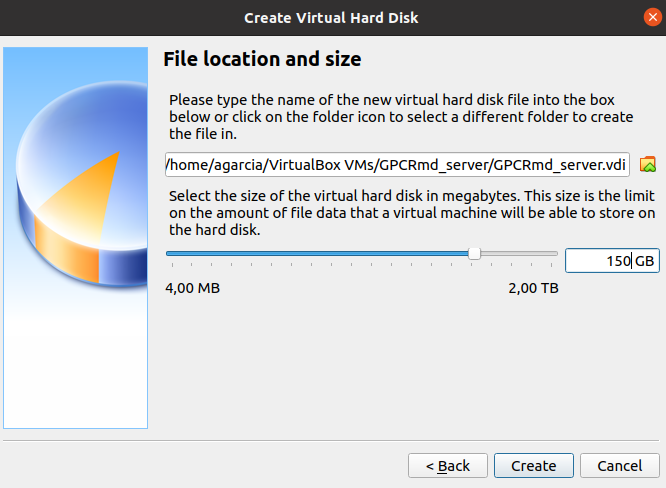 Create Virtual Hard Disk
File location and size
Please type the name of the new virtual hard disk file into the box
below or click on the folder icon to select a different folder to create
the file in.
/home/agarcia/VirtualBox VMs/GPCRmd_server/GPCRmd_server.vdi
Select the size of the virtual hard disk in megabytes. This size is the limit
on the amount of file data that a virtual machine will be able to store on
the hard disk.
150 GB
4,00 MB 2,00 TB
< Back Create Cancel